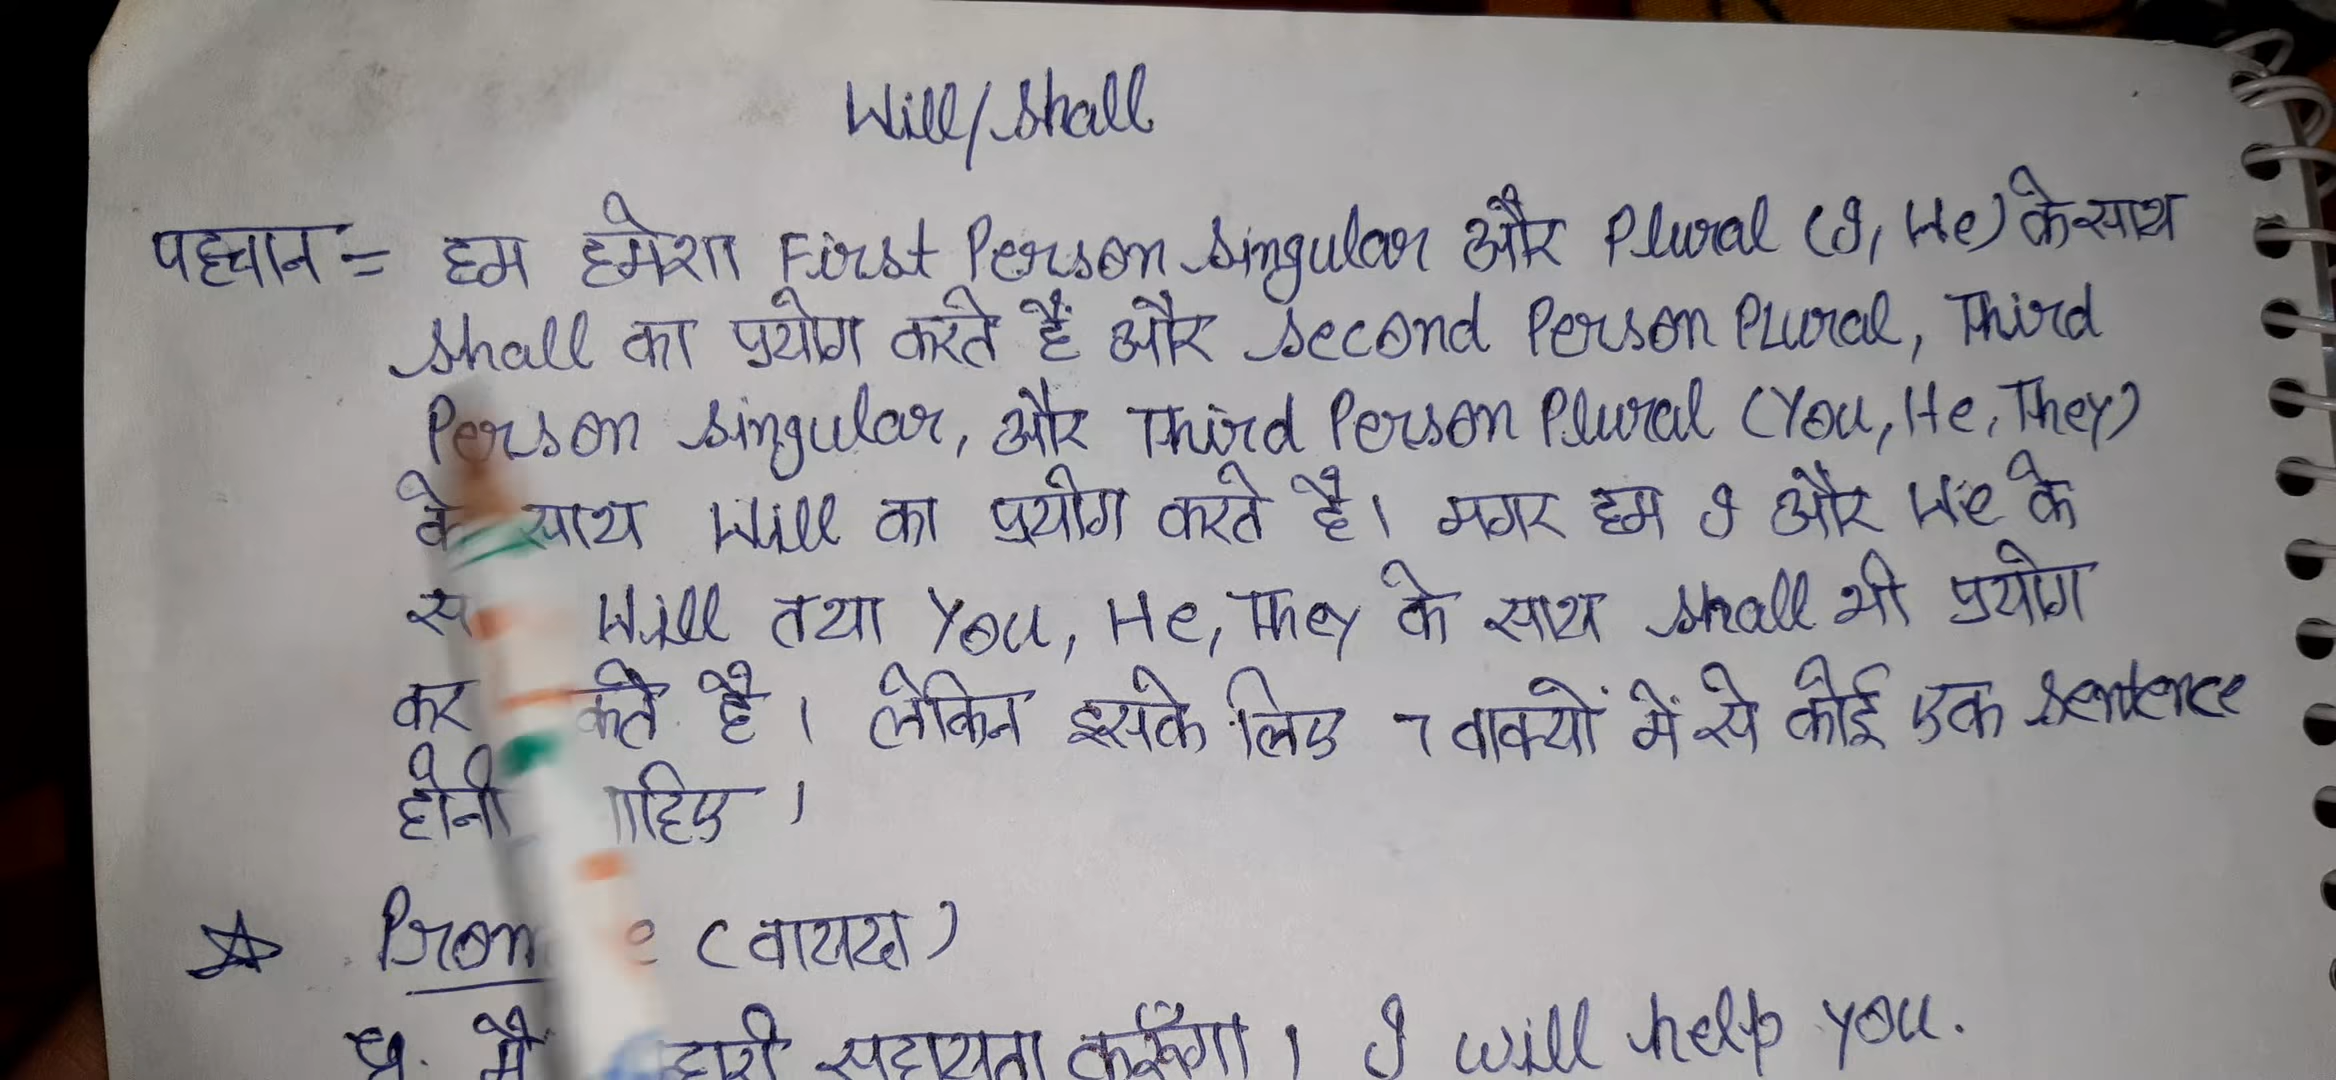 Will/Shall
पहचान = हम हमेशा First Person Singular और Plural (I, We) के साथ
Shall का प्रयोग करते हैं और Second Person Plural, Third
Person Singular, और Third Person Plural (You, He, They)
के साथ Will का प्रयोग करते है। मगर हम I और We के
Will तथा You, He, They के साथ Shall भी प्रयोग
कर है। लेकिन इसके लिए 7 वाक्यों में से कोई एक Sentence
होनी ।
(वायदा)
मैं सहायता करूँगा। I will help you.